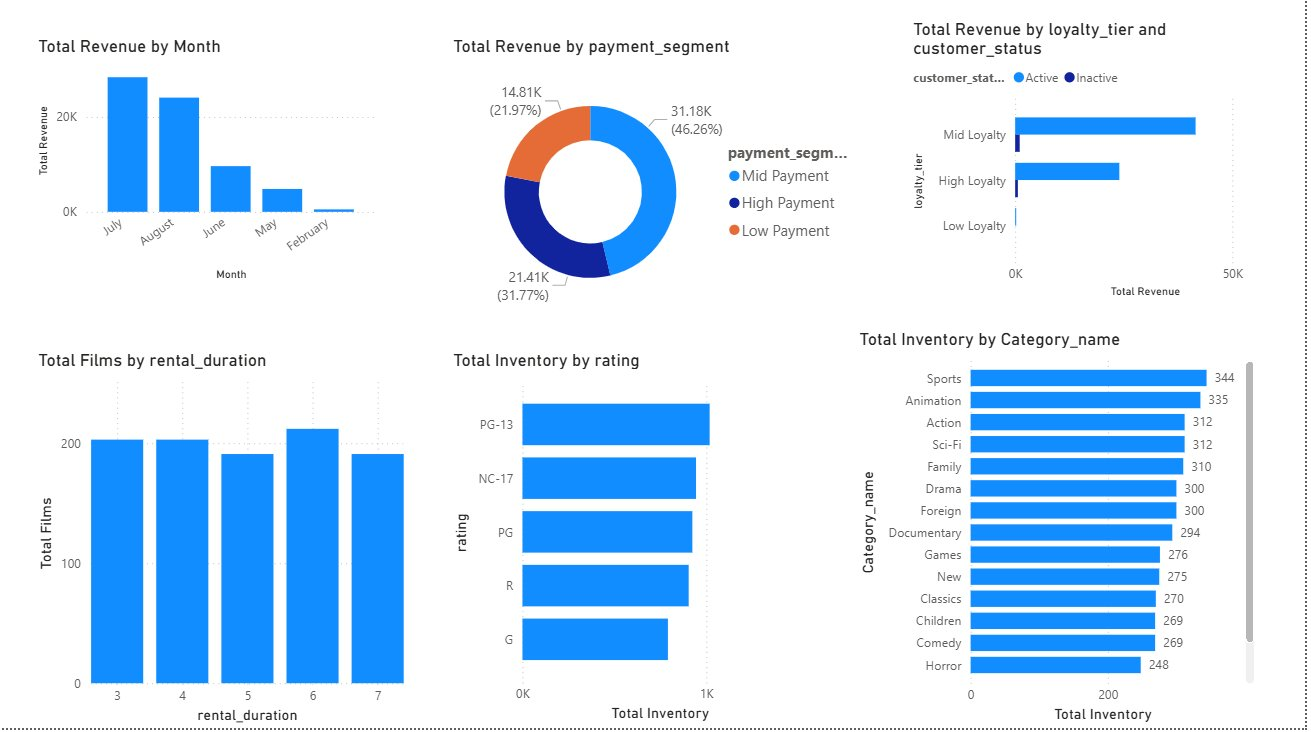 Total Revenue by Month
Total Revenue
20K
0K
July
August
June
May
February
Month
Total Revenue by payment_segment
14.81K
(21.97%)
31.18K
(46.26%)
21.41K
(31.77%)
payment_segm...
Mid Payment
High Payment
Low Payment
Total Revenue by loyalty_tier and
customer_status
customer_stat... Active Inactive
loyalty_tier
Mid Loyalty
High Loyalty
Low Loyalty
0K 50K
Total Revenue
Total Films by rental_duration
Total Films
200
100
0
3 4 5 6 7
rental_duration
Total Inventory by rating
rating
PG-13
NC-17
PG
R
G
0K 1K
Total Inventory
Total Inventory by Category_name
Category_name
Sports 344
Animation 335
Action 312
Sci-Fi 312
Family 310
Drama 300
Foreign 300
Documentary 294
Games 276
New 275
Classics 270
Children 269
Comedy 269
Horror 248
0 200
Total Inventory